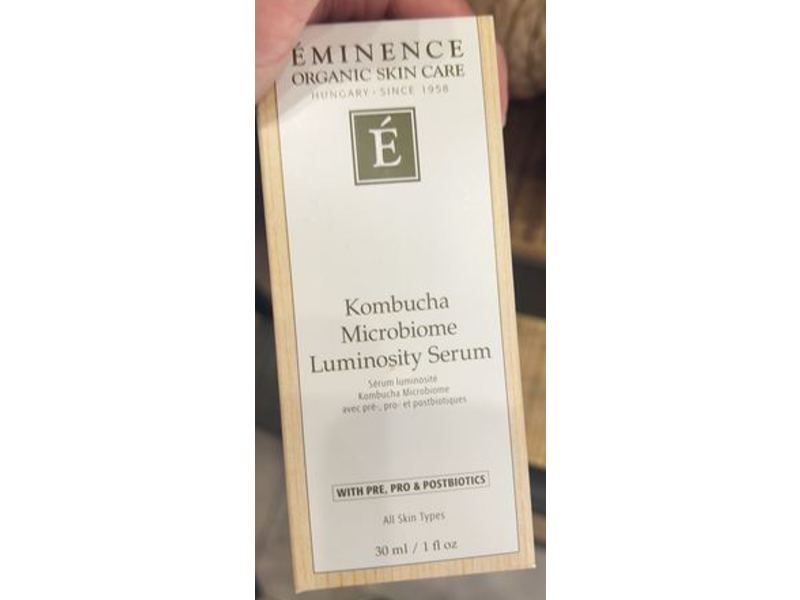 ÉMINENCE
ORGANIC SKIN CARE
HUNGARY · SINCE 1958
É
Kombucha
Microbiome
Luminosity Serum
Sérum luminosité
Kombucha Microbiome
avec pré-, pro- et postbiotiques
WITH PRE, PRO & POSTBIOTICS
All Skin Types
30 ml / 1 fl oz